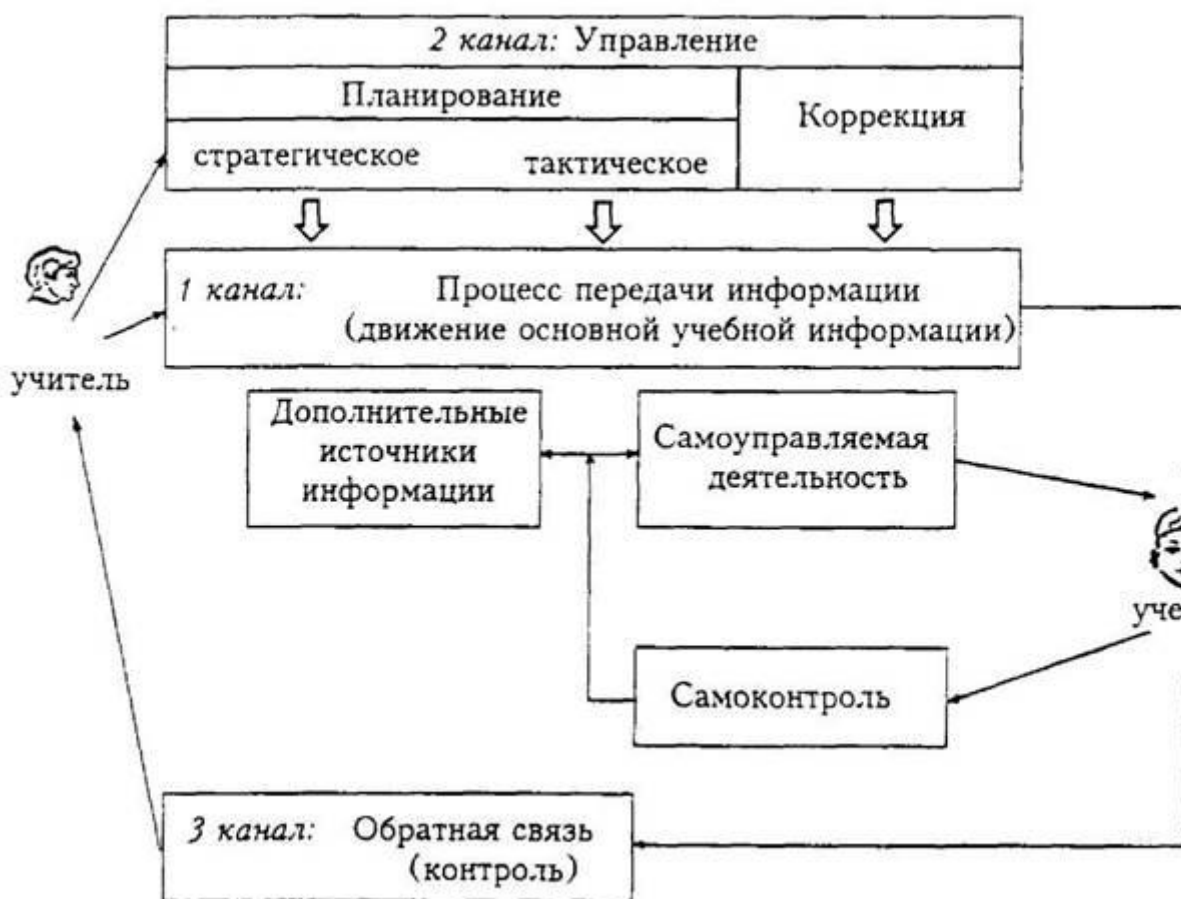 2 канал: Управление
Планирование
Коррекция
стратегическое
тактическое
1 канал: Процесс передачи информации
(движение основной учебной информации)
учитель
Дополнительные
источники
информации
Самоуправляемая
деятельность
Самоконтроль
3 канал: Обратная связь
(контроль)